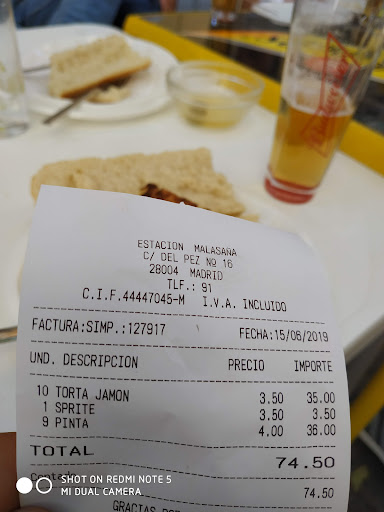 ESTACION MALASAÑA
C/ DEL PEZ Nº 16
28004 MADRID
TLF.: 91
C.I.F.44447045-M I.V.A. INCLUIDO
FACTURA:SIMP.:127917 FECHA:15/06/2019
UND. DESCRIPCION PRECIO IMPORTE
10 TORTA JAMON 3.50 35.00
1 SPRITE 3.50 3.50
9 PINTA 4.00 36.00
TOTAL 74.50
74.50
GRACIAS POR
SHOT ON REDMI NOTE 5
MI DUAL CAMERA